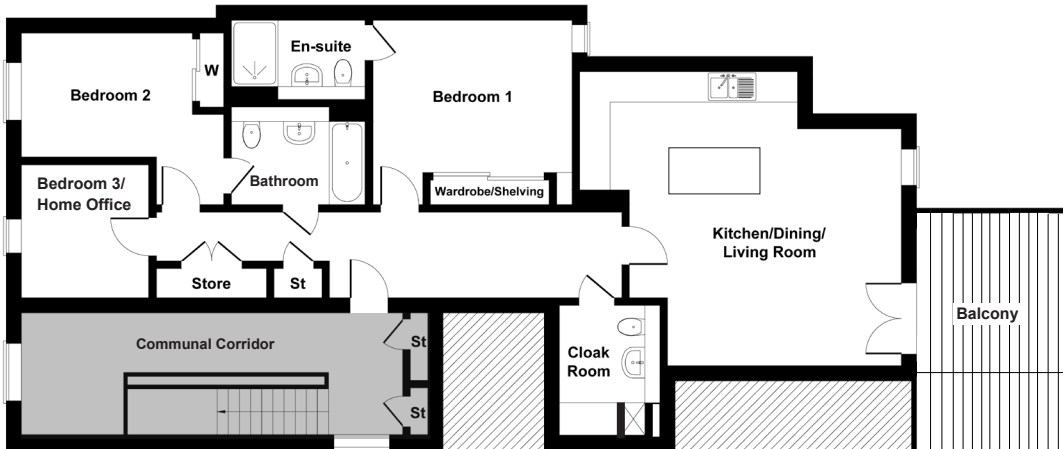 En-suite
W
Bedroom 2
Bedroom 1
Bedroom 3/
Home Office
Bathroom
Wardrobe/Shelving
Kitchen/Dining/
Living Room
Store
St
Balcony
Communal Corridor
St
Cloak
Room
St